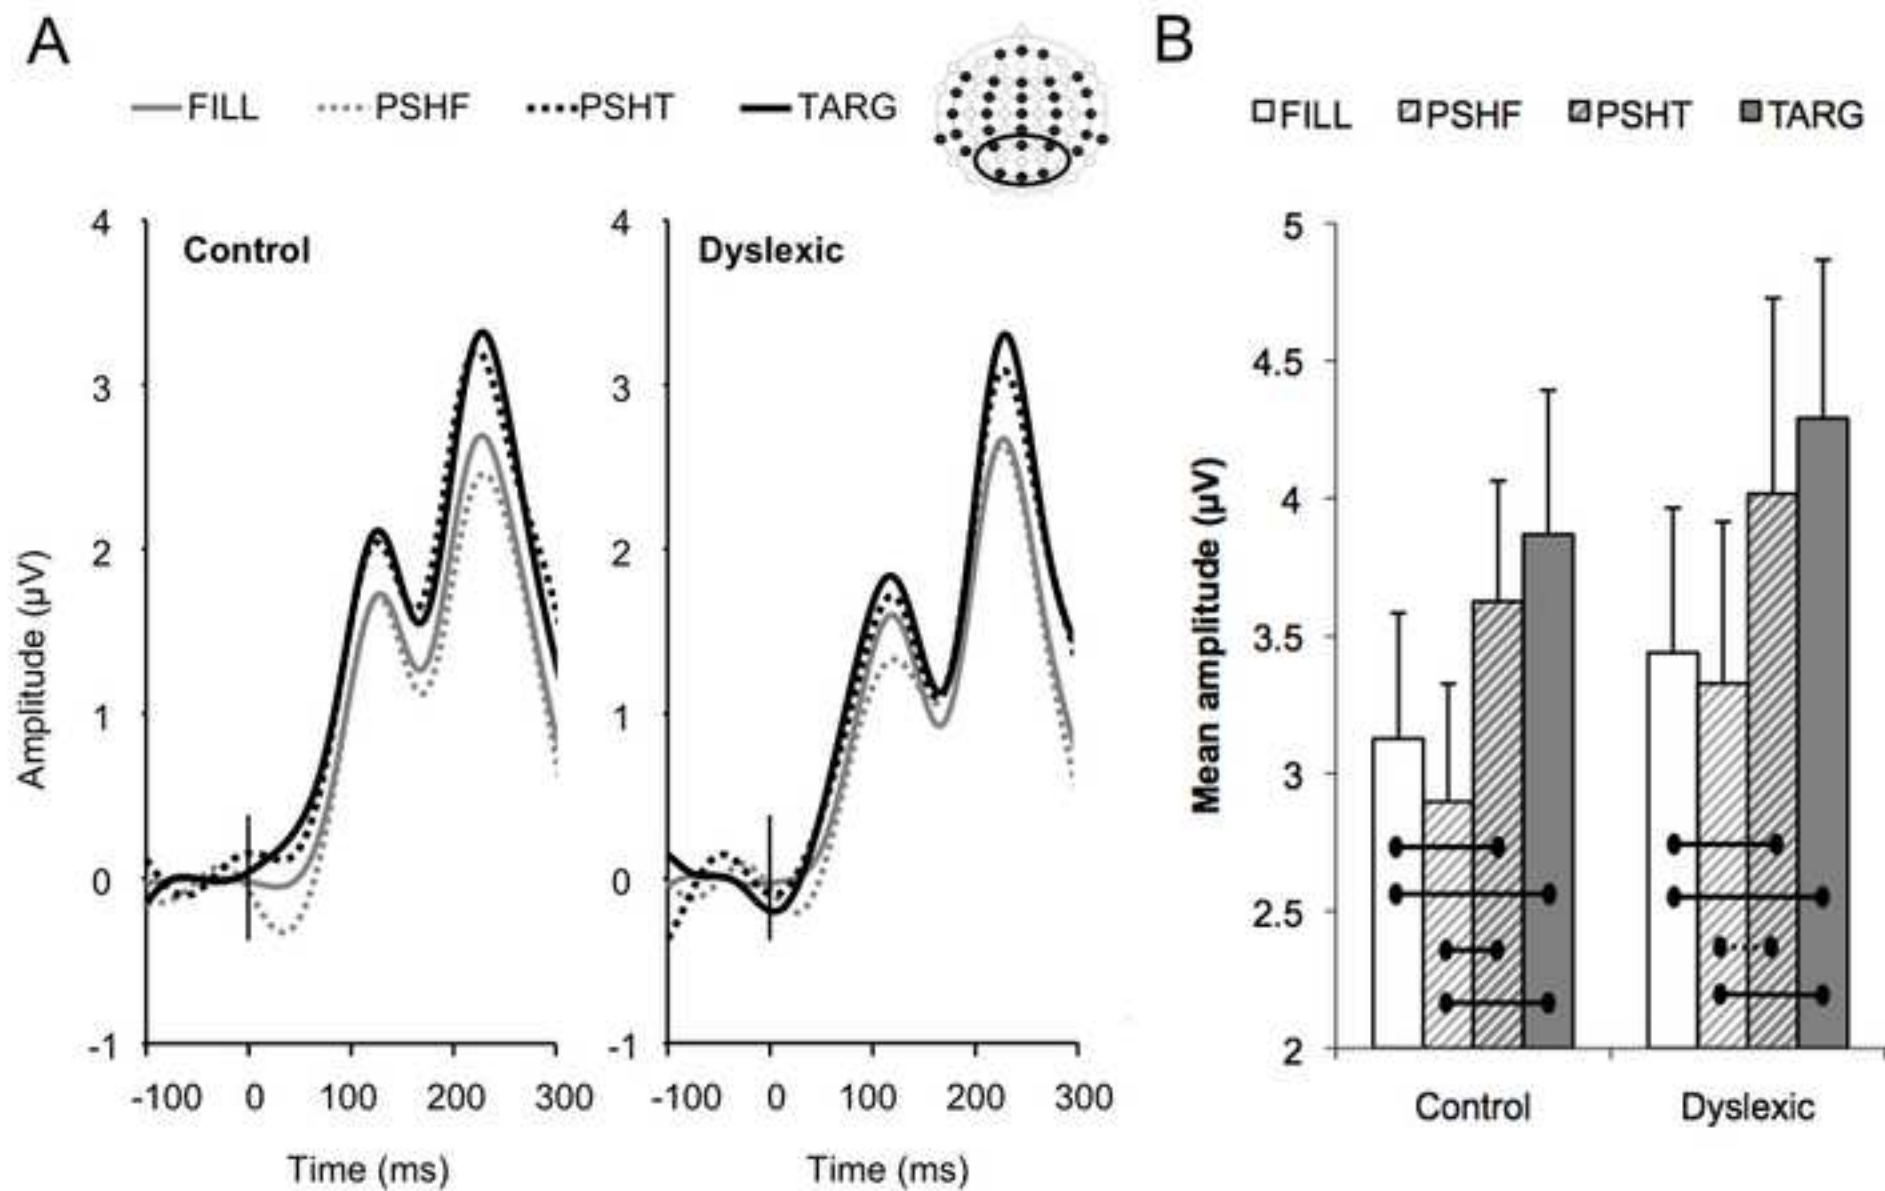 A
FILL PSHF PSHT TARG
Control
Amplitude (µV)
4
3
2
1
0
-1
-100 0 100 200 300
Time (ms)
Dyslexic
4
3
2
1
0
-1
-100 0 100 200 300
Time (ms)
B
FILL PSHF PSHT TARG
Mean amplitude (µV)
5
4.5
4
3.5
3
2.5
2
Control Dyslexic